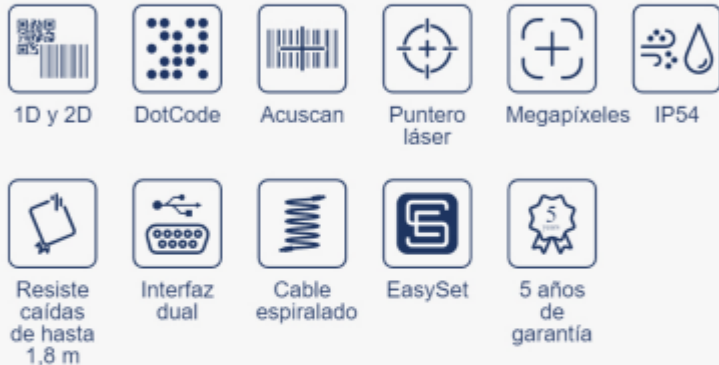 1D y 2D
DotCode
Acuscan
Puntero
láser
Megapíxeles
IP54
Resiste
caídas
de hasta
1,8 m
Interfaz
dual
Cable
espiralado
EasySet
5
5 años
de
garantía